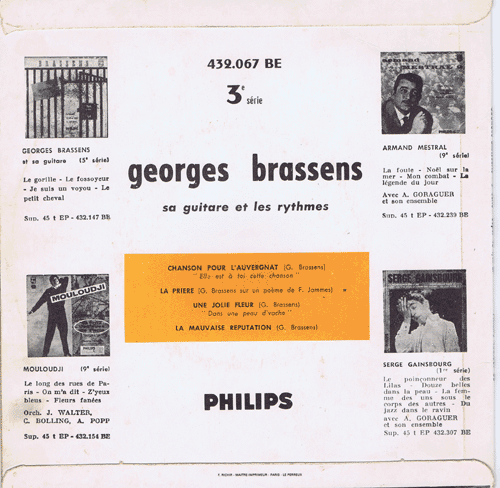 432.067 BE
3e série
georges brassens
sa guitare et les rythmes
BRASSENS
GEORGES BRASSENS
et sa guitare (5e série)
Le gorille - Le fossoyeur
- Je suis un voyou - Le
petit cheval
Sup. 45 t EP - 432.147 BE
MESTRAL
ARMAND MESTRAL
(9e série)
La foule - Noël sur la
mer - Mon combat - La
légende du jour
Avec A. GORAGUER
et son ensemble
Sup. 45 t EP - 432.239 BE
CHANSON POUR L'AUVERGNAT (G. Brassens)
"Elle est à toi cette chanson"
LA PRIERE (G. Brassens sur un poème de F. Jammes)
UNE JOLIE FLEUR (G. Brassens)
"Dans une peau d'vache"
LA MAUVAISE REPUTATION (G. Brassens)
MOULOUDJI
MOULOUDJI (9e série)
Le long des rues de Pa-
ris - On m'a dit - Z'yeux
bleus - Fleurs fanées
Orch. J. WALTER,
C. BOLLING, A. POPP
Sup. 45 t EP - 432.154 BE
SERGE GAINSBOURG
SERGE GAINSBOURG
(1re série)
Le poinçonneur des
Lilas - Douze belles
dans la peau - La fem-
me des uns sous le
corps des autres - Du
jazz dans le ravin
avec A. GORAGUER
et son ensemble
Sup. 45 t EP 432.307 BE
PHILIPS